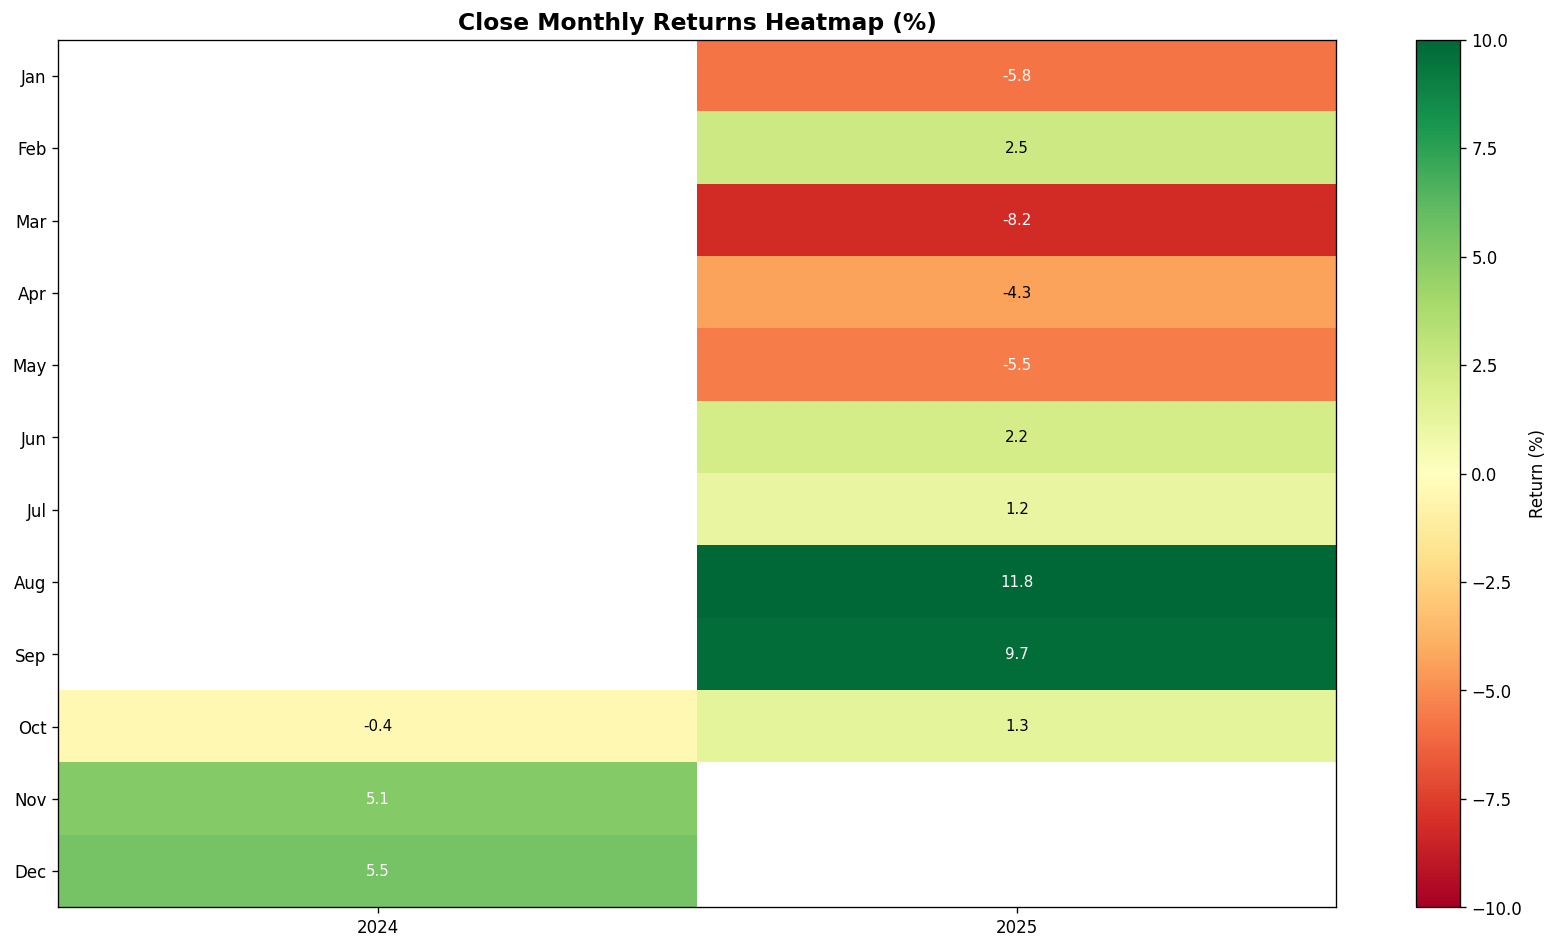 Close Monthly Returns Heatmap (%)
Jan -5.8
Feb 2.5
Mar -8.2
Apr -4.3
May -5.5
Jun 2.2
Jul 1.2
Aug 11.8
Sep 9.7
Oct -0.4 1.3
Nov 5.1
Dec 5.5
2024 2025
10.0
7.5
5.0
2.5
0.0
−2.5
−5.0
−7.5
−10.0
Return (%)